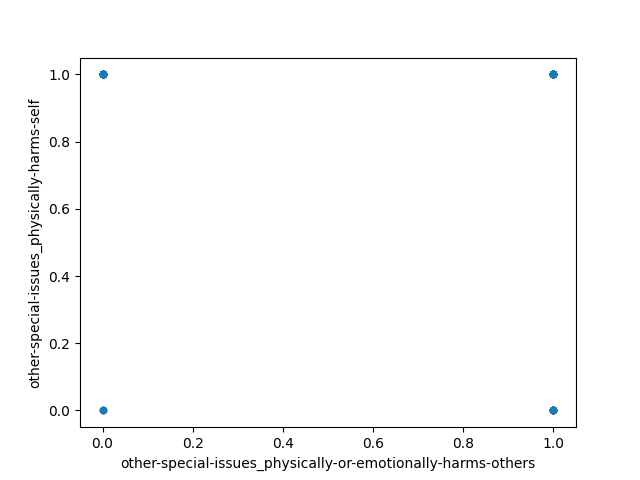 1.0
0.8
0.6
0.4
0.2
0.0
other-special-issues_physically-harms-self
0.0 0.2 0.4 0.6 0.8 1.0
other-special-issues_physically-or-emotionally-harms-others